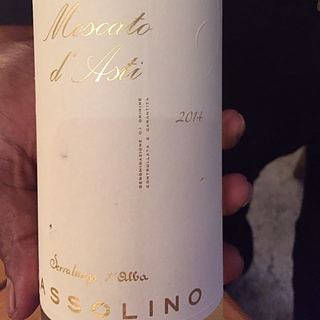 Moscato
d'Asti
DENOMINAZIONE DI ORIGINE
CONTROLLATA E GARANTITA
2014
Serralunga d'Alba
ASSOLINO